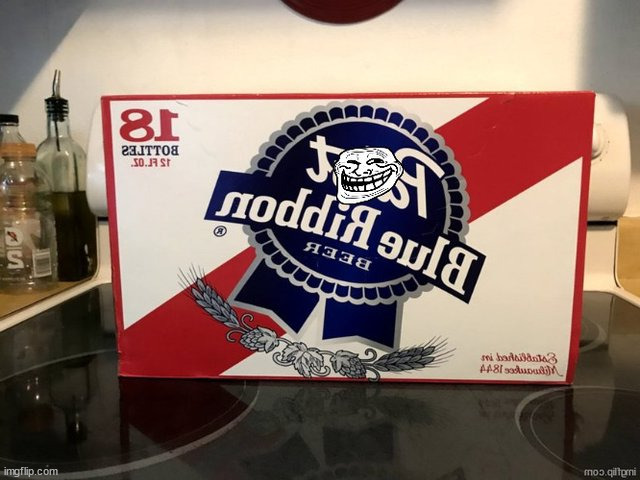 18
BOTTLES
12 FL.OZ.
Blue Ribbon
®
BEER
Established in
Milwaukee 1844
imgflip.com
imgflip.com